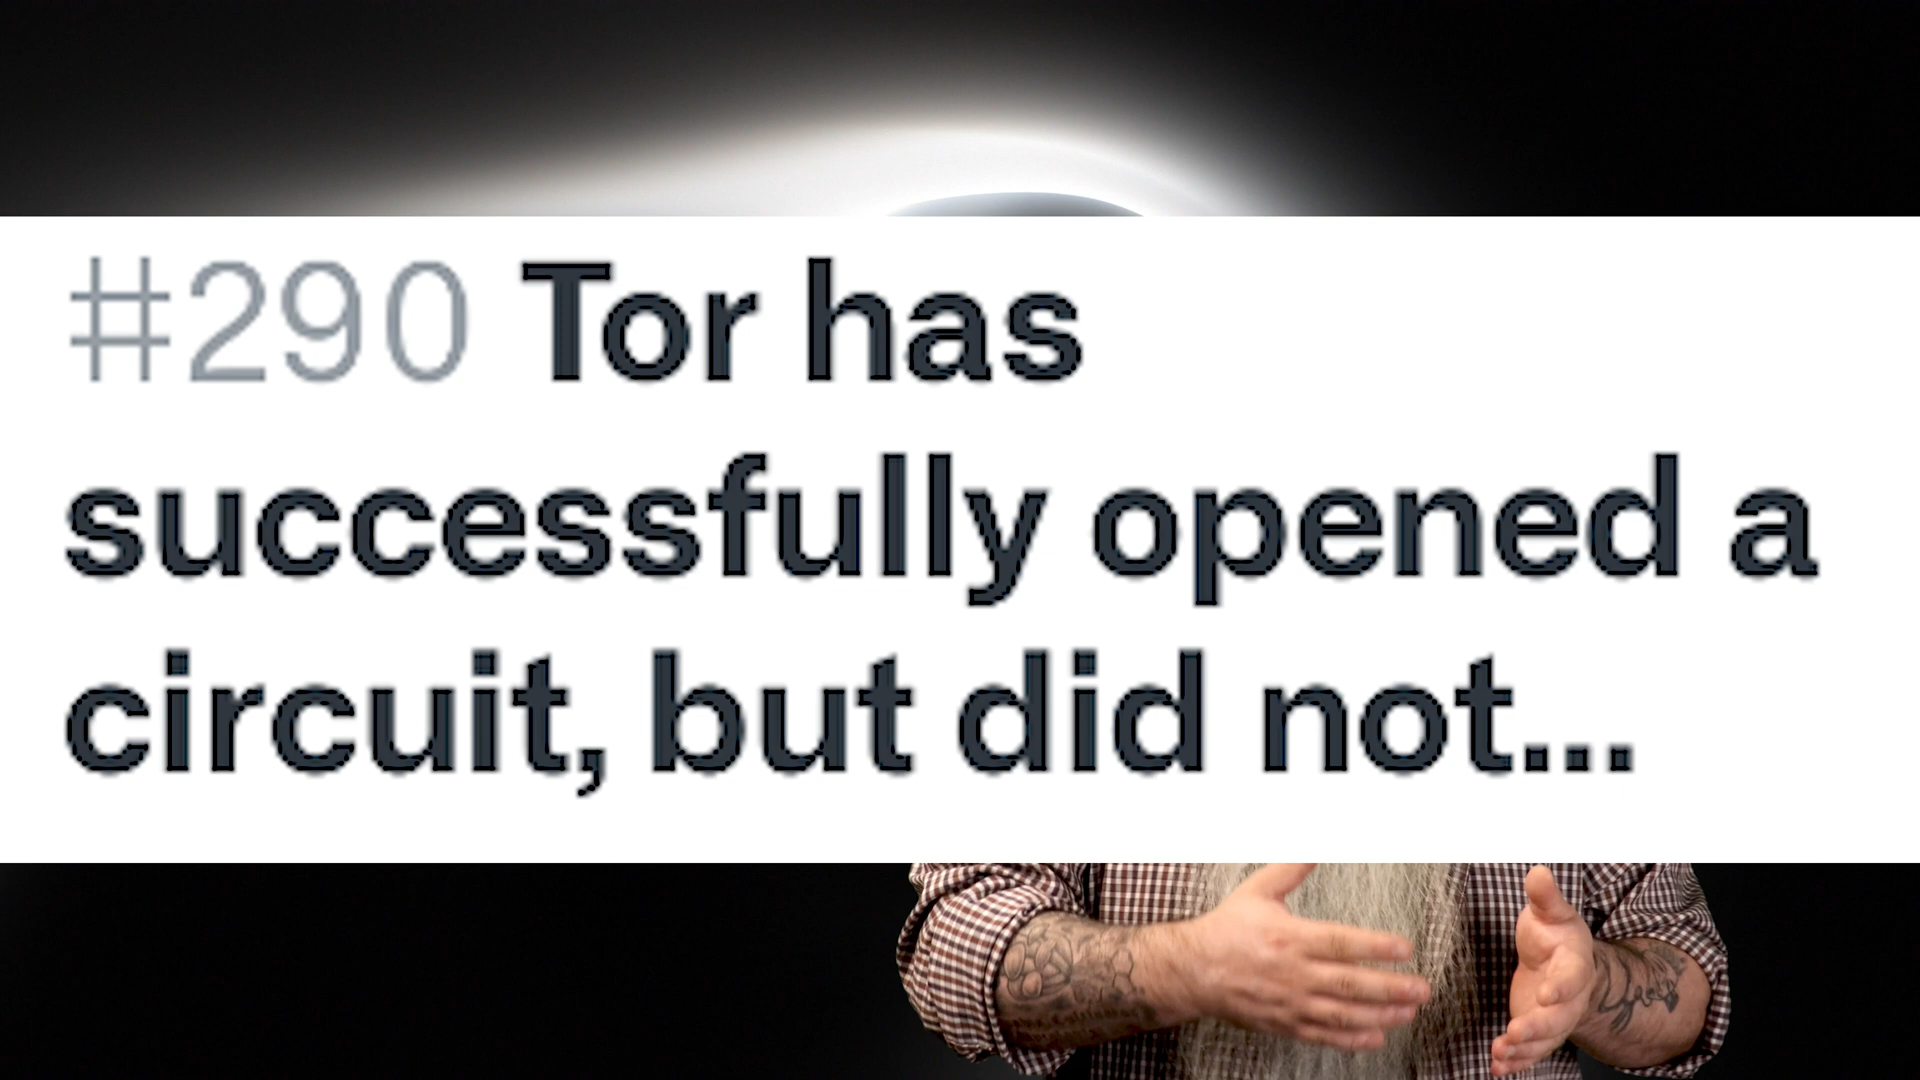 #290 Tor has
successfully opened a
circuit, but did not...